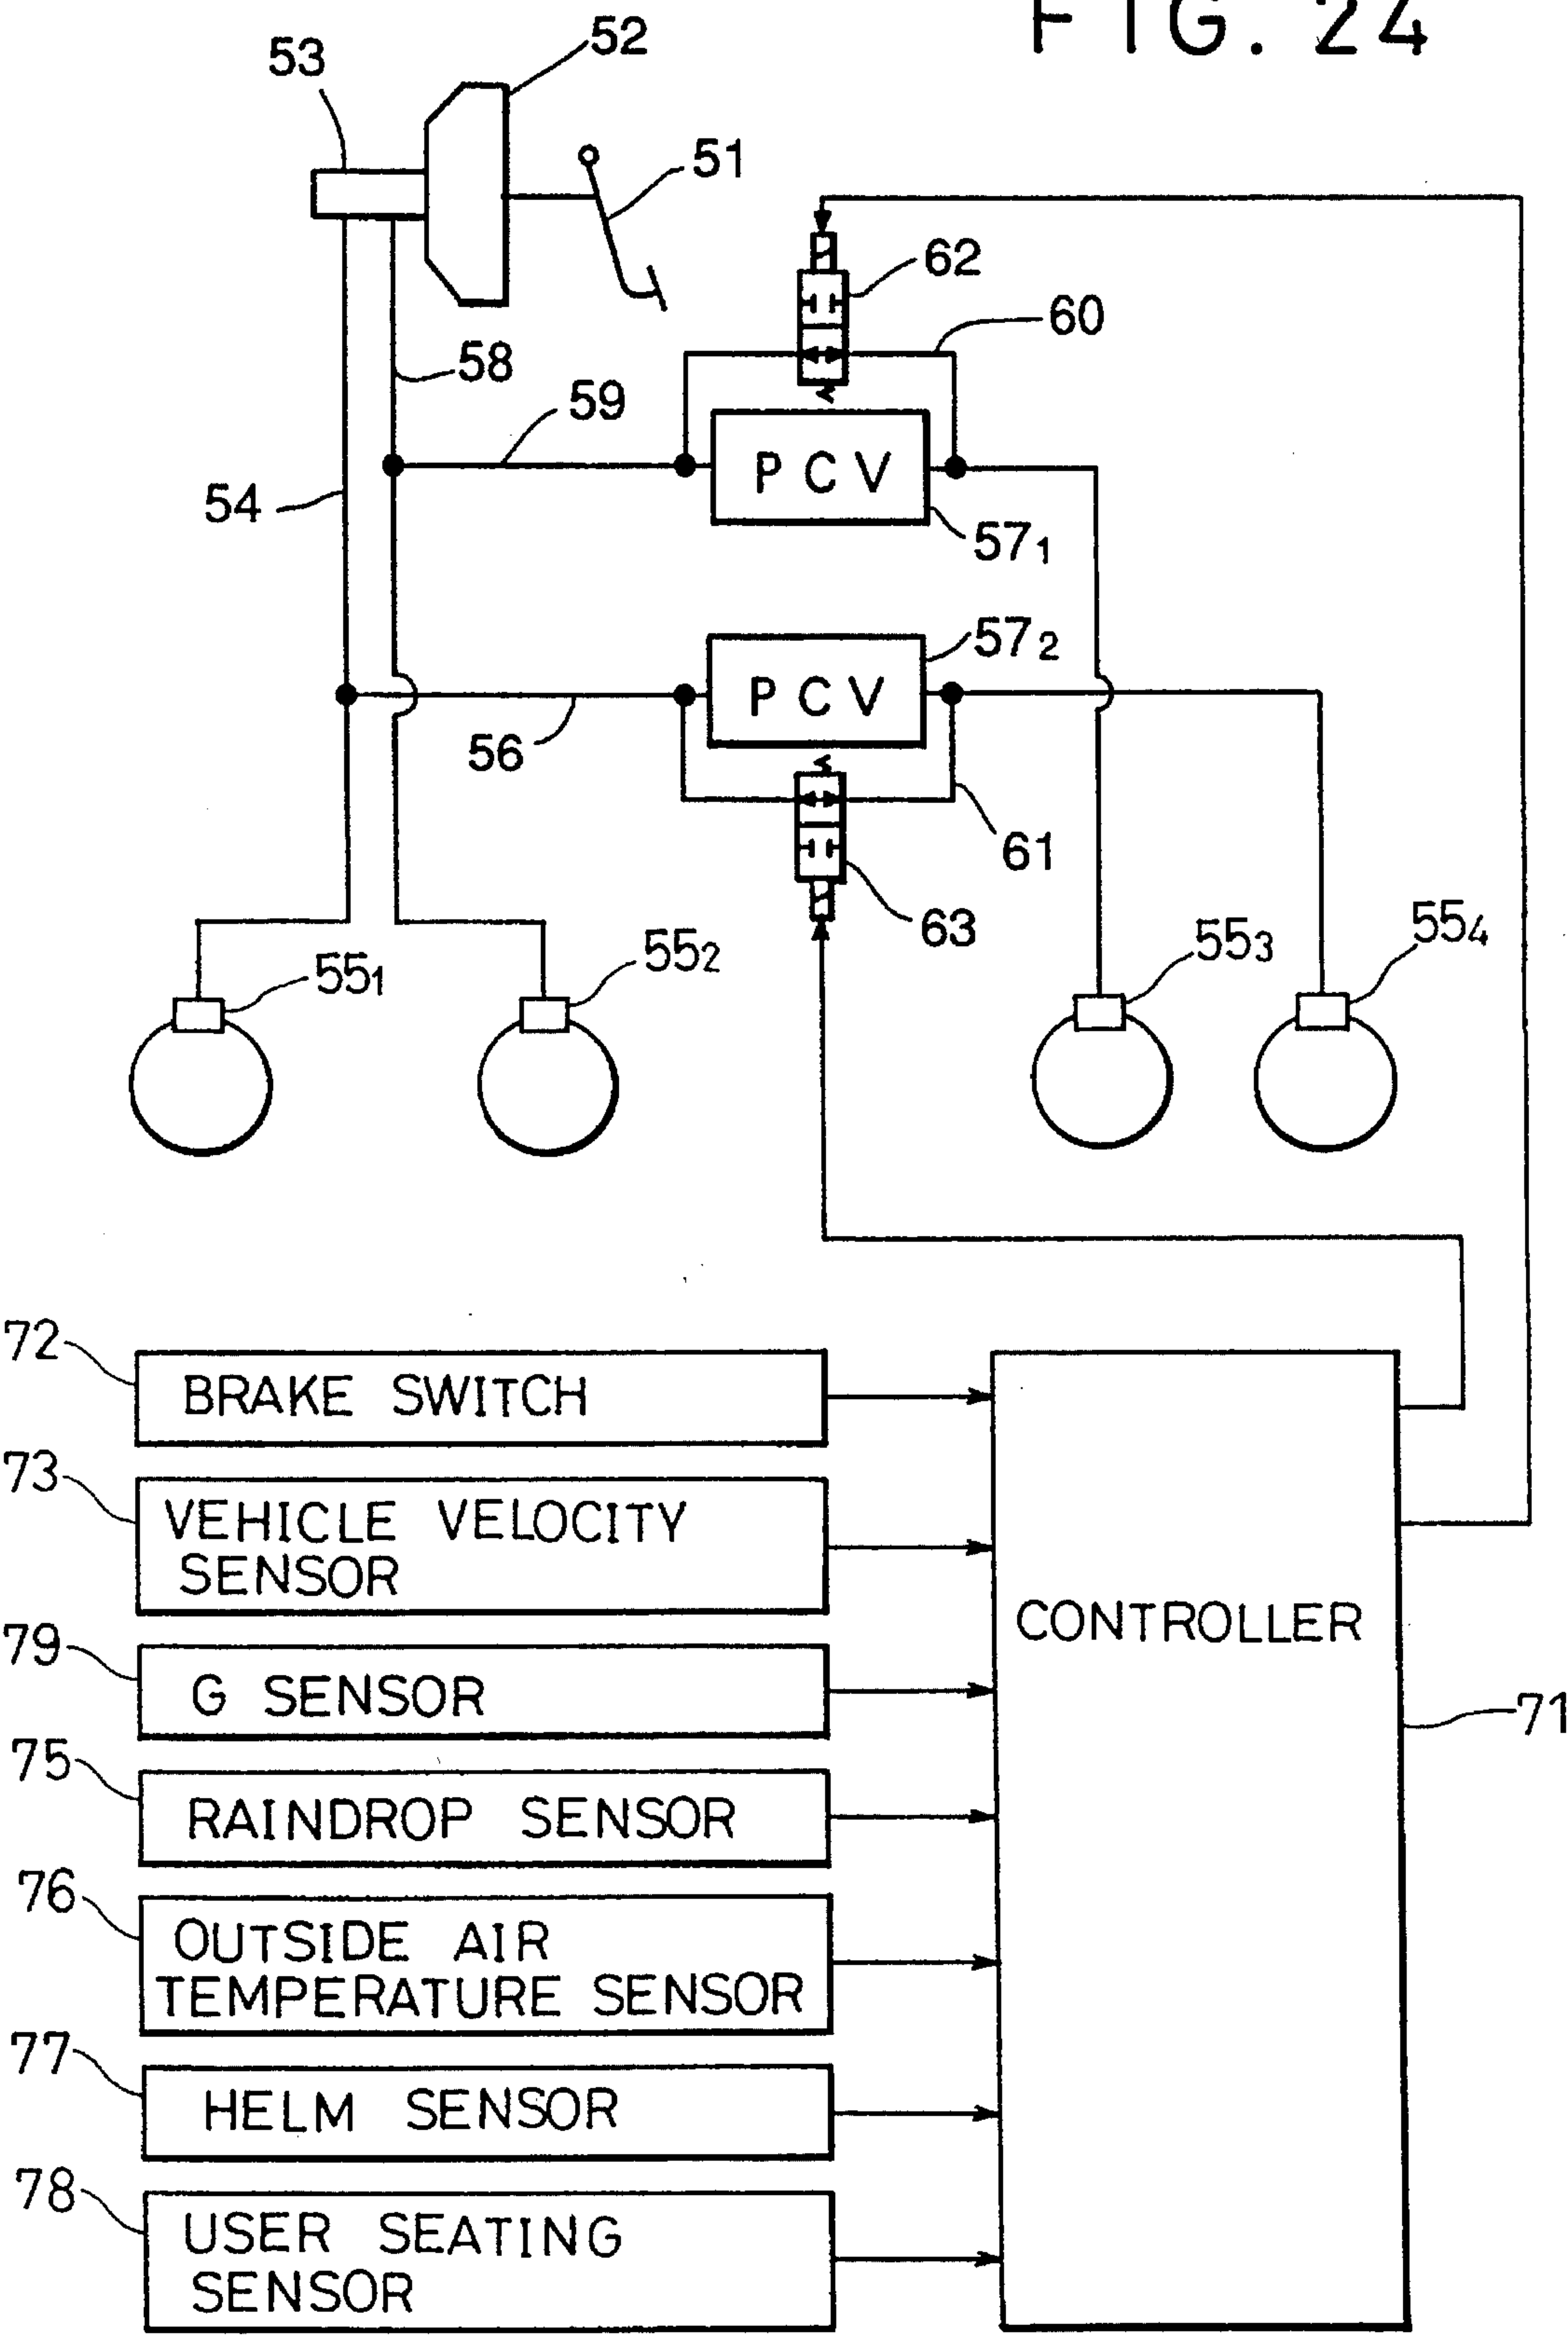 FIG. 24
52
53
51
62
60
58
59
54
PCV
57₁
57₂
PCV
56
61
63
55₁
55₂
55₃
55₄
72
BRAKE SWITCH
73
VEHICLE VELOCITY
SENSOR
CONTROLLER
79
G SENSOR
71
75
RAINDROP SENSOR
76
OUTSIDE AIR
TEMPERATURE SENSOR
77
HELM SENSOR
78
USER SEATING
SENSOR